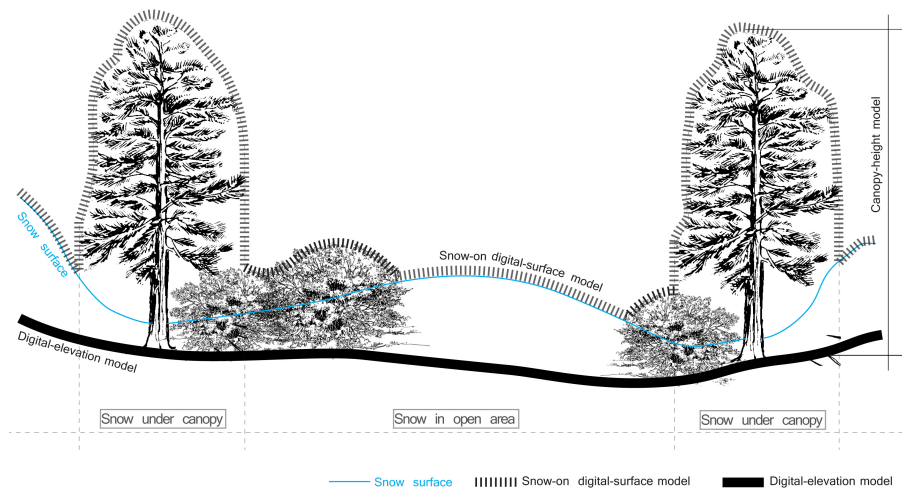 Canopy-height model
Snow surface
Snow-on digital-surface model
Digital-elevation model
Snow under canopy
Snow in open area
Snow under canopy
Snow surface
Snow-on digital-surface model
Digital-elevation model